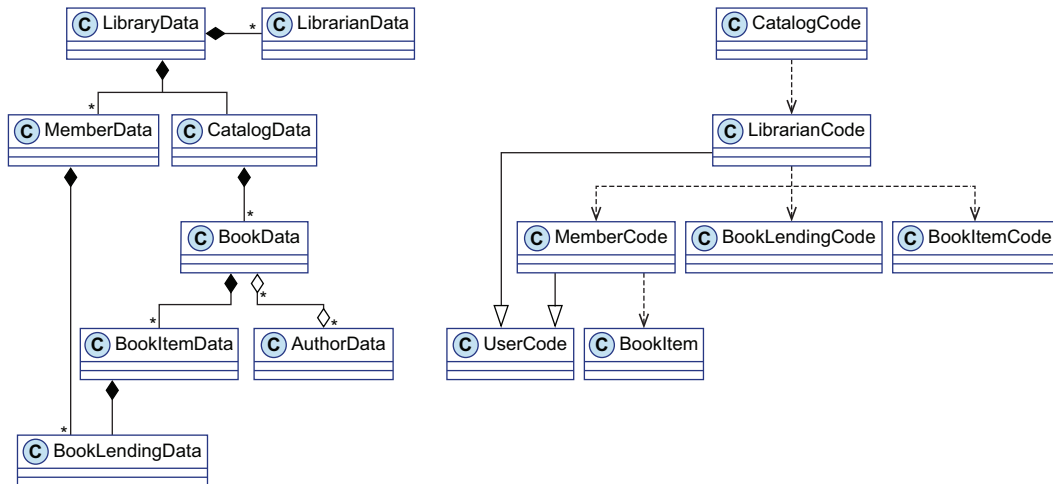 C LibraryData
*
C LibrarianData
C CatalogCode
*
C MemberData
C CatalogData
C LibrarianCode
*
C BookData
C MemberCode
C BookLendingCode
C BookItemCode
*
*
*
C BookItemData
C AuthorData
C UserCode
C BookItem
*
C BookLendingData